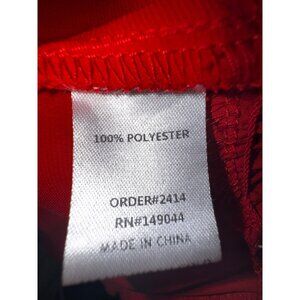 100% POLYESTER
ORDER#2414
RN#149044
MADE IN CHINA